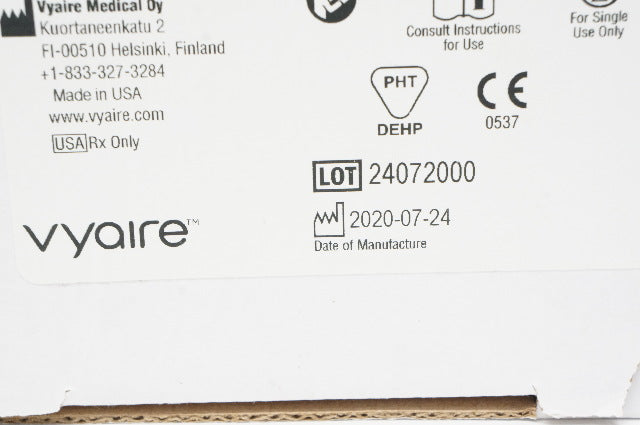 Vyaire Medical Oy
Kuortaneenkatu 2
FI-00510 Helsinki, Finland
+1-833-327-3284
Made in USA
www.vyaire.com
USA Rx Only
Consult Instructions
for Use
For Single
Use Only
PHT
DEHP
CE
0537
LOT 24072000
2020-07-24
Date of Manufacture
vyaire™